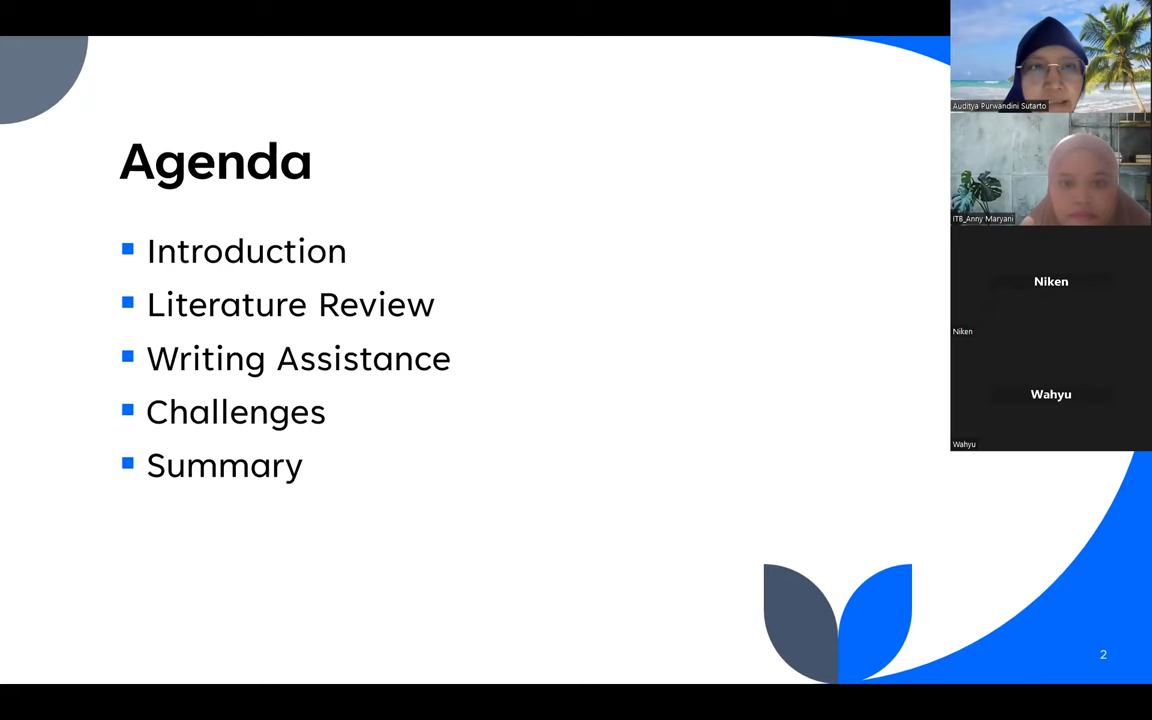 Agenda
Introduction
Literature Review
Writing Assistance
Challenges
Summary
2
Auditya Purwandini Sutarto
ITB_Anny Maryani
Niken
Niken
Wahyu
Wahyu